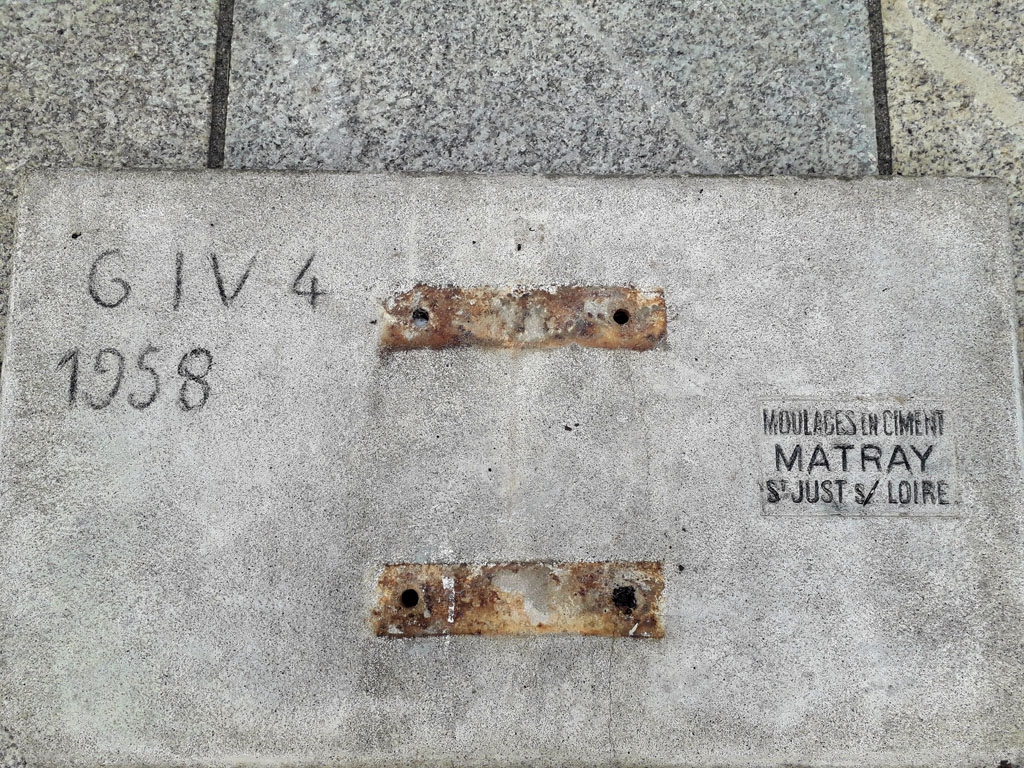 G IV 4
1958
MOULAGES EN CIMENT
MATRAY
ST JUST S/ LOIRE